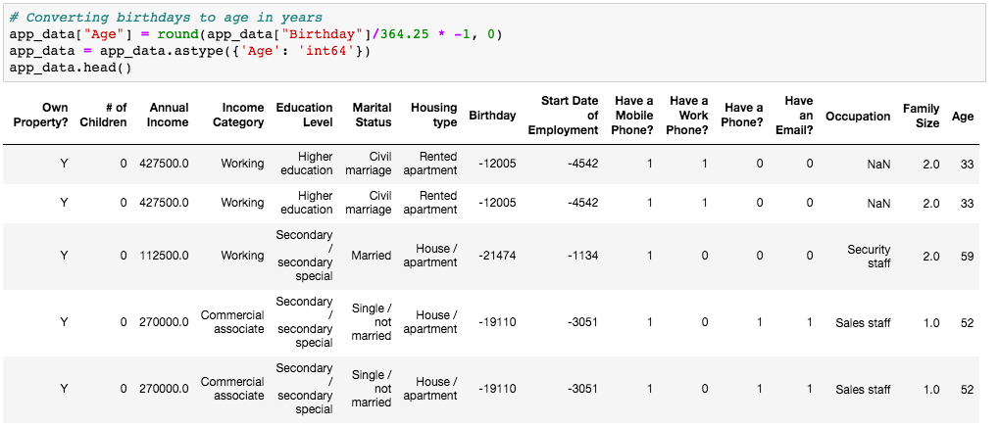 # Converting birthdays to age in years
app_data["Age"] = round(app_data["Birthday"]/364.25 * -1, 0)
app_data = app_data.astype({'Age': 'int64'})
app_data.head()
Own Property? # of Children Annual Income Income Category Education Level Marital Status Housing type Birthday Start Date of Employment Have a Mobile Phone? Have a Work Phone? Have a Phone? Have an Email? Occupation Family Size Age
Y 0 427500.0 Working Higher education Civil marriage Rented apartment -12005 -4542 1 1 0 0 NaN 2.0 33
Y 0 427500.0 Working Higher education Civil marriage Rented apartment -12005 -4542 1 1 0 0 NaN 2.0 33
Y 0 112500.0 Working Secondary / secondary special Married House / apartment -21474 -1134 1 0 0 0 Security staff 2.0 59
Y 0 270000.0 Commercial associate Secondary / secondary special Single / not married House / apartment -19110 -3051 1 0 1 1 Sales staff 1.0 52
Y 0 270000.0 Commercial associate Secondary / secondary special Single / not married House / apartment -19110 -3051 1 0 1 1 Sales staff 1.0 52